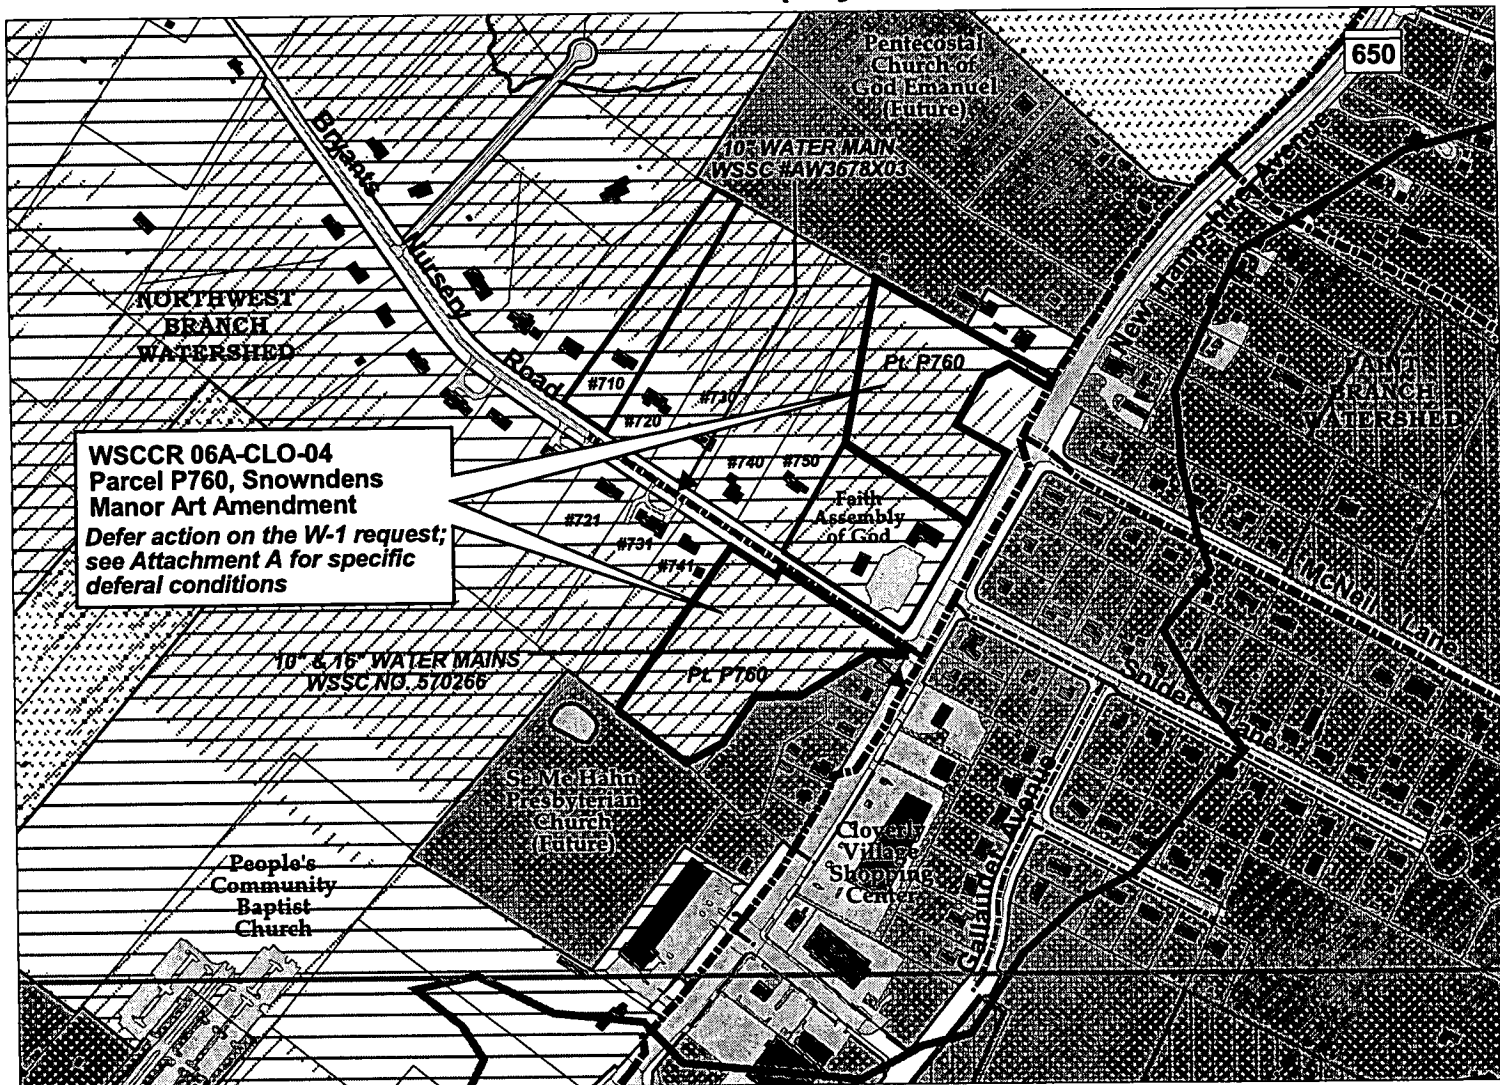 650
Pentecostal
Church of
God Emanuel
(Future)
10" WATER MAIN
WSSC #AW3678X03
Briants
Nursery
Road
New Hampshire Avenue
NORTHWEST
BRANCH
WATERSHED
PAINT
BRANCH
WATERSHED
Pt. P760
#710
#720
#730
#740
#750
#721
#731
#741
WSCCR 06A-CLO-04
Parcel P760, Snowndens
Manor Art Amendment
Defer action on the W-1 request;
see Attachment A for specific
deferal conditions
Faith
Assembly
of God
McNeil Lane
Snider
10" & 16" WATER MAINS
WSSC NO. 570266
Pt. P760
Se Me Hahn
Presbyterian
Church
(Future)
Cloverly
Village
Shopping
Center
Gallaudet Avenue
People's
Community
Baptist
Church